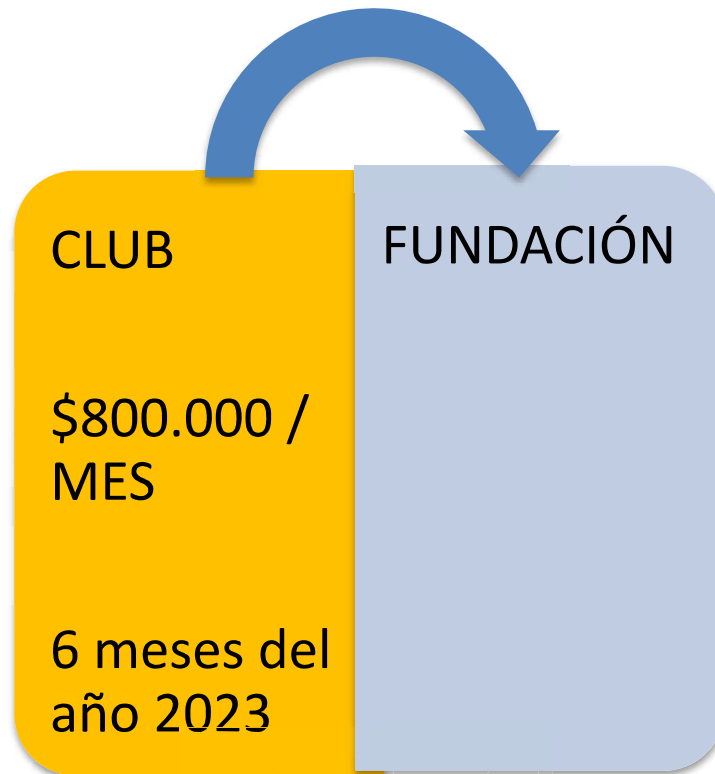 CLUB
$800.000 /
MES
6 meses del
año 2023
FUNDACIÓN